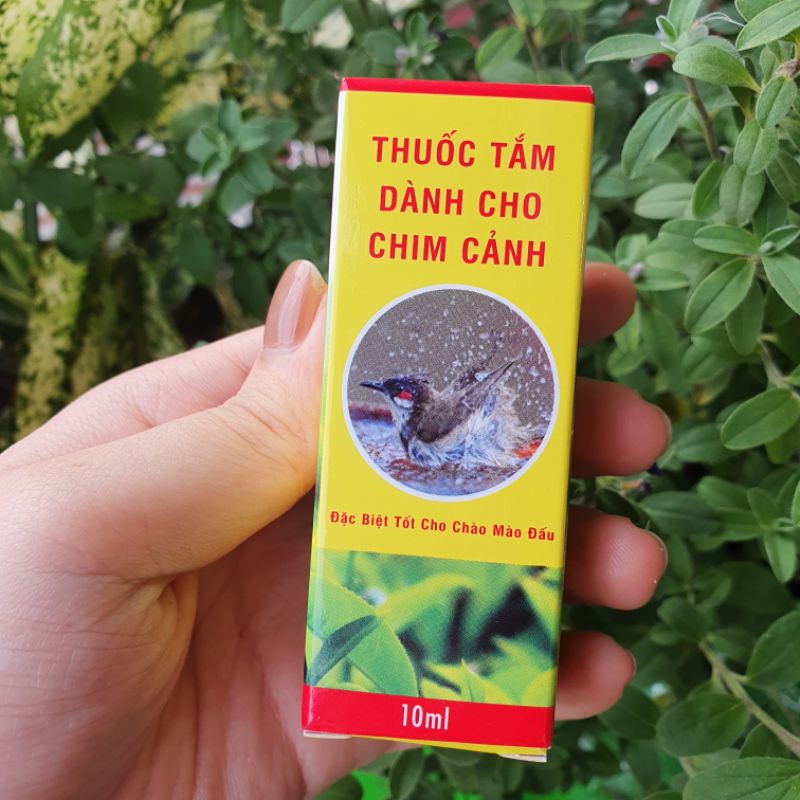 THUỐC TẮM
DÀNH CHO
CHIM CẢNH
Đặc Biệt Tốt Cho Chào Mào Đấu
10ml